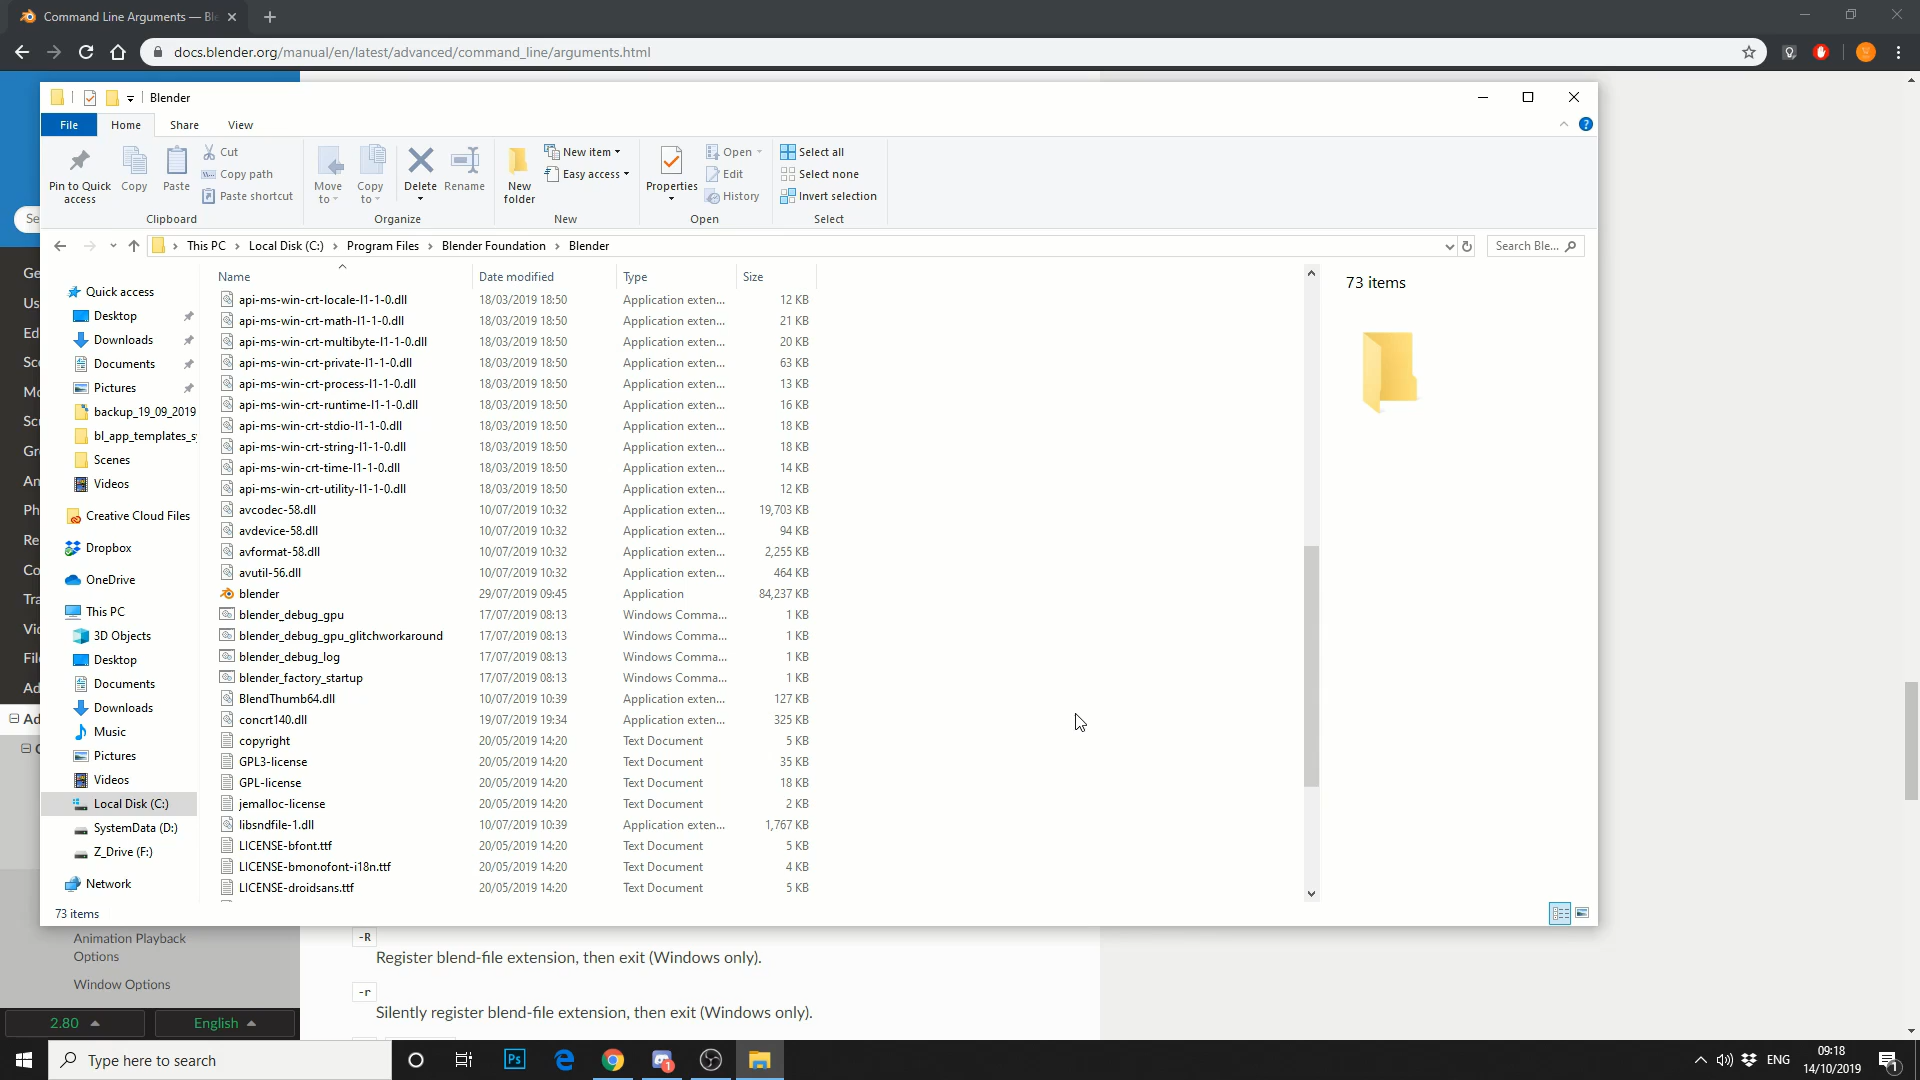 Command Line Arguments — Ble
docs.blender.org/manual/en/latest/advanced/command_line/arguments.html
Blender
File Home Share View
Pin to Quick access
Copy
Paste
Cut
Copy path
Paste shortcut
Clipboard
Move to
Copy to
Delete
Rename
Organize
New folder
New item
Easy access
New
Properties
Open
Edit
History
Open
Select all
Select none
Invert selection
Select
This PC > Local Disk (C:) > Program Files > Blender Foundation > Blender
Search Ble...
Name Date modified Type Size
api-ms-win-crt-locale-l1-1-0.dll 18/03/2019 18:50 Application exten... 12 KB
api-ms-win-crt-math-l1-1-0.dll 18/03/2019 18:50 Application exten... 21 KB
api-ms-win-crt-multibyte-l1-1-0.dll 18/03/2019 18:50 Application exten... 20 KB
api-ms-win-crt-private-l1-1-0.dll 18/03/2019 18:50 Application exten... 63 KB
api-ms-win-crt-process-l1-1-0.dll 18/03/2019 18:50 Application exten... 13 KB
api-ms-win-crt-runtime-l1-1-0.dll 18/03/2019 18:50 Application exten... 16 KB
api-ms-win-crt-stdio-l1-1-0.dll 18/03/2019 18:50 Application exten... 18 KB
api-ms-win-crt-string-l1-1-0.dll 18/03/2019 18:50 Application exten... 18 KB
api-ms-win-crt-time-l1-1-0.dll 18/03/2019 18:50 Application exten... 14 KB
api-ms-win-crt-utility-l1-1-0.dll 18/03/2019 18:50 Application exten... 12 KB
avcodec-58.dll 10/07/2019 10:32 Application exten... 19,703 KB
avdevice-58.dll 10/07/2019 10:32 Application exten... 94 KB
avformat-58.dll 10/07/2019 10:32 Application exten... 2,255 KB
avutil-56.dll 10/07/2019 10:32 Application exten... 464 KB
blender 29/07/2019 09:45 Application 84,237 KB
blender_debug_gpu 17/07/2019 08:13 Windows Comma... 1 KB
blender_debug_gpu_glitchworkaround 17/07/2019 08:13 Windows Comma... 1 KB
blender_debug_log 17/07/2019 08:13 Windows Comma... 1 KB
blender_factory_startup 17/07/2019 08:13 Windows Comma... 1 KB
BlendThumb64.dll 10/07/2019 10:39 Application exten... 127 KB
concrt140.dll 19/07/2019 19:34 Application exten... 325 KB
copyright 20/05/2019 14:20 Text Document 5 KB
GPL3-license 20/05/2019 14:20 Text Document 35 KB
GPL-license 20/05/2019 14:20 Text Document 18 KB
jemalloc-license 20/05/2019 14:20 Text Document 2 KB
libsndfile-1.dll 10/07/2019 10:39 Application exten... 1,767 KB
LICENSE-bfont.ttf 20/05/2019 14:20 Text Document 5 KB
LICENSE-bmonofont-i18n.ttf 20/05/2019 14:20 Text Document 4 KB
LICENSE-droidsans.ttf 20/05/2019 14:20 Text Document 5 KB
Quick access
Desktop
Downloads
Documents
Pictures
backup_19_09_2019
bl_app_templates_s
Scenes
Videos
Creative Cloud Files
Dropbox
OneDrive
This PC
3D Objects
Desktop
Documents
Downloads
Music
Pictures
Videos
Local Disk (C:)
SystemData (D:)
Z_Drive (F:)
Network
73 items
73 items
Se
Ge
Us
Ed
Sc
Mo
Scu
Gr
An
Ph
Re
Co
Tra
Vi
File
Ad
Ad
Animation Playback
Options
Window Options
2.80
English
-R
Register blend-file extension, then exit (Windows only).
-r
Silently register blend-file extension, then exit (Windows only).
Type here to search
Ps
1
ENG
09:18
14/10/2019
1